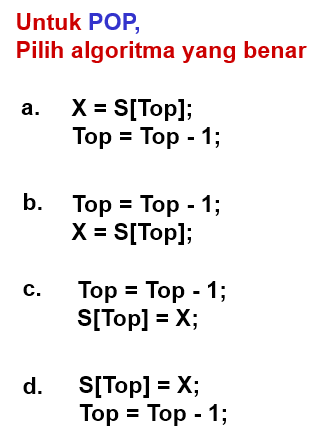 Untuk POP,
Pilih algoritma yang benar
a. X = S[Top];
Top = Top - 1;
b. Top = Top - 1;
X = S[Top];
c. Top = Top - 1;
S[Top] = X;
d. S[Top] = X;
Top = Top - 1;